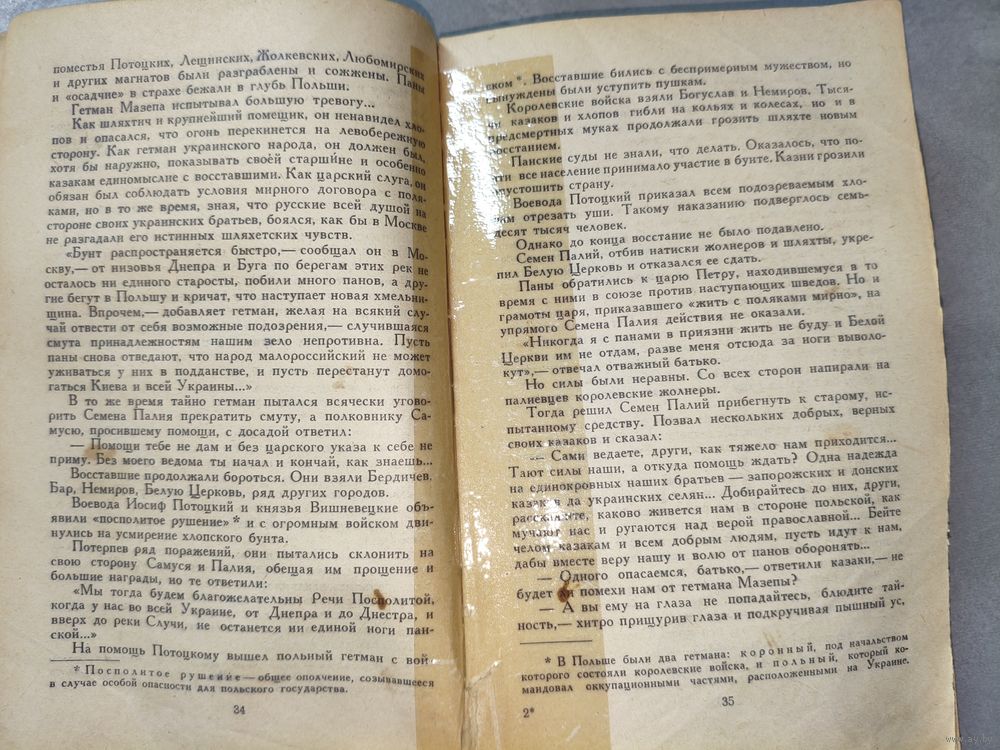 поместья Потоцких, Лещинских, Жолкевских, Любомирских
и других магнатов были разграблены и сожжены. Паны
и «осадчие» в страхе бежали в глубь Польши.
Гетман Мазепа испытывал большую тревогу...
Как шляхтич и крупнейший помещик, он ненавидел хло-
пов и опасался, что огонь перекинется на левобережную
сторону. Как гетман украинского народа, он должен был,
хотя бы наружно, показывать своей старшине и особенно
казакам единомыслие с восставшими. Как царский слуга, он
обязан был соблюдать условия мирного договора с поля-
ками, но в то же время, зная, что русские всей душой на
стороне своих украинских братьев, боялся, как бы в Москве
не разгадали его истинных шляхетских чувств.
«Бунт распространяется быстро,— сообщал он в Мо-
скву,— от низовья Днепра и Буга по берегам этих рек не
осталось ни единого старосты, побили много панов, а дру-
гие бегут в Польшу и кричат, что наступает новая хмельни-
щина. Впрочем,— добавляет гетман, желая на всякий слу-
чай отвести от себя возможные подозрения,— случившаяся
смута принадлежностям нашим зело непротивна. Пусть
паны снова отведают, что народ малороссийский не может
уживаться у них в подданстве, и пусть перестанут домо-
гаться Киева и всей Украины...»
В то же время тайно гетман пытался всячески угово-
рить Семена Палия прекратить смуту, а полковнику Са-
мусю, просившему помощи, с досадой ответил:
— Помощи тебе не дам и без царского указа к себе не
приму. Без моего ведома ты начал и кончай, как знаешь...
Восставшие продолжали бороться. Они взяли Бердичев,
Бар, Немиров, Белую Церковь, ряд других городов.
Воевода Иосиф Потоцкий и князья Вишневецкие объ-
явили «посполитое рушение» * и с огромным войском дви-
нулись на усмирение хлопского бунта.
Потерпев ряд поражений, они пытались склонить на
свою сторону Самуся и Палия, обещая им прощение и
большие награды, но те ответили:
«Мы тогда будем благожелательны Речи Посполитой,
когда у нас во всей Украине, от Днепра и до Днестра, и
вверх до реки Случи, не останется ни единой ноги пан-
ской...»
На помощь Потоцкому вышел польный гетман с вой-
* Посполитое рушение — общее ополчение, созывавшееся
в случае особой опасности для польского государства.
34
ском *. Восставшие бились с беспримерным мужеством, но
вынуждены были уступить пушкам.
Королевские войска взяли Богуслав и Немиров. Тыся-
чи казаков и хлопов гибли на кольях и колесах, но и в
предсмертных муках продолжали грозить шляхте новым
восстанием.
Панские суды не знали, что делать. Оказалось, что по-
чти все население принимало участие в бунте. Казни грозили
опустошить страну.
Воевода Потоцкий приказал всем подозреваемым хло-
пам отрезать уши. Такому наказанию подверглось семь-
десят тысяч человек.
Однако до конца восстание не было подавлено.
Семен Палий, отбив натиски жолнеров и шляхты, укре-
пил Белую Церковь и отказался ее сдать.
Паны обратились к царю Петру, находившемуся в то
время с ними в союзе против наступающих шведов. Но и
грамоты царя, приказавшего «жить с поляками мирно», на
упрямого Семена Палия действия не оказали.
«Никогда я с панами в приязни жить не буду и Белой
Церкви им не отдам, разве меня отсюда за ноги выволо-
кут»,— отвечал отважный батько.
Но силы были неравны. Со всех сторон напирали на
палиевцев королевские жолнеры.
Тогда решил Семен Палий прибегнуть к старому, ис-
пытанному средству. Позвал нескольких добрых, верных
своих казаков и сказал:
— Сами ведаете, други, как тяжело нам приходится...
Тают силы наши, а откуда помощь ждать? Одна надежда
на единокровных наших братьев — запорожских и донских
казаков да украинских селян... Добирайтесь до них, други,
расскажите, каково живется нам в стороне польской, как
мучают нас и ругаются над верой православной... Бейте
челом казакам и всем добрым людям, пусть идут к нам,
дабы вместе веру нашу и волю от панов оборонять...
— Одного опасаемся, батько,— ответили казаки,— не
будет ли помехи нам от гетмана Мазепы?
— А вы ему на глаза не попадайтесь, блюдите тай-
ность,— хитро прищурив глаза и подкручивая пышный ус,
* В Польше были два гетмана: коронный, под начальством
которого состояли королевские войска, и польный, который ко-
мандовал оккупационными частями, расположенными на Украине.
2*
35
www.ay.by